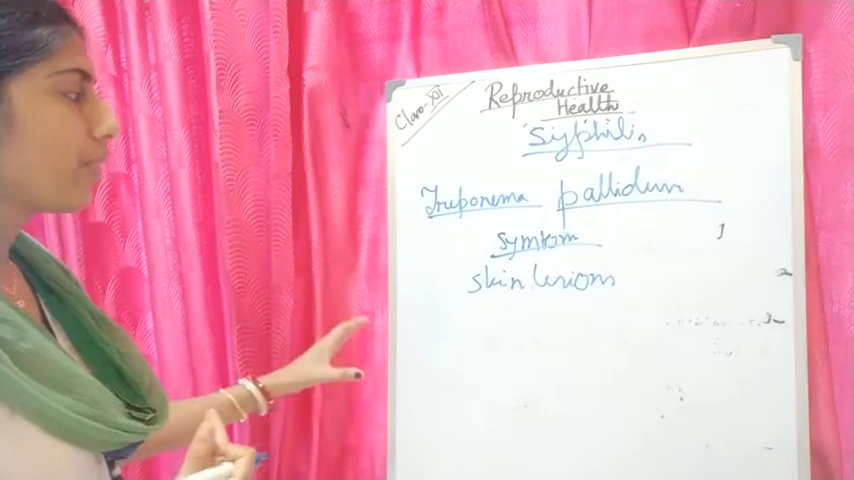 Class-XII
Reproductive
Health
Syphilis
Treponema pallidum
Symtom
skin lesions